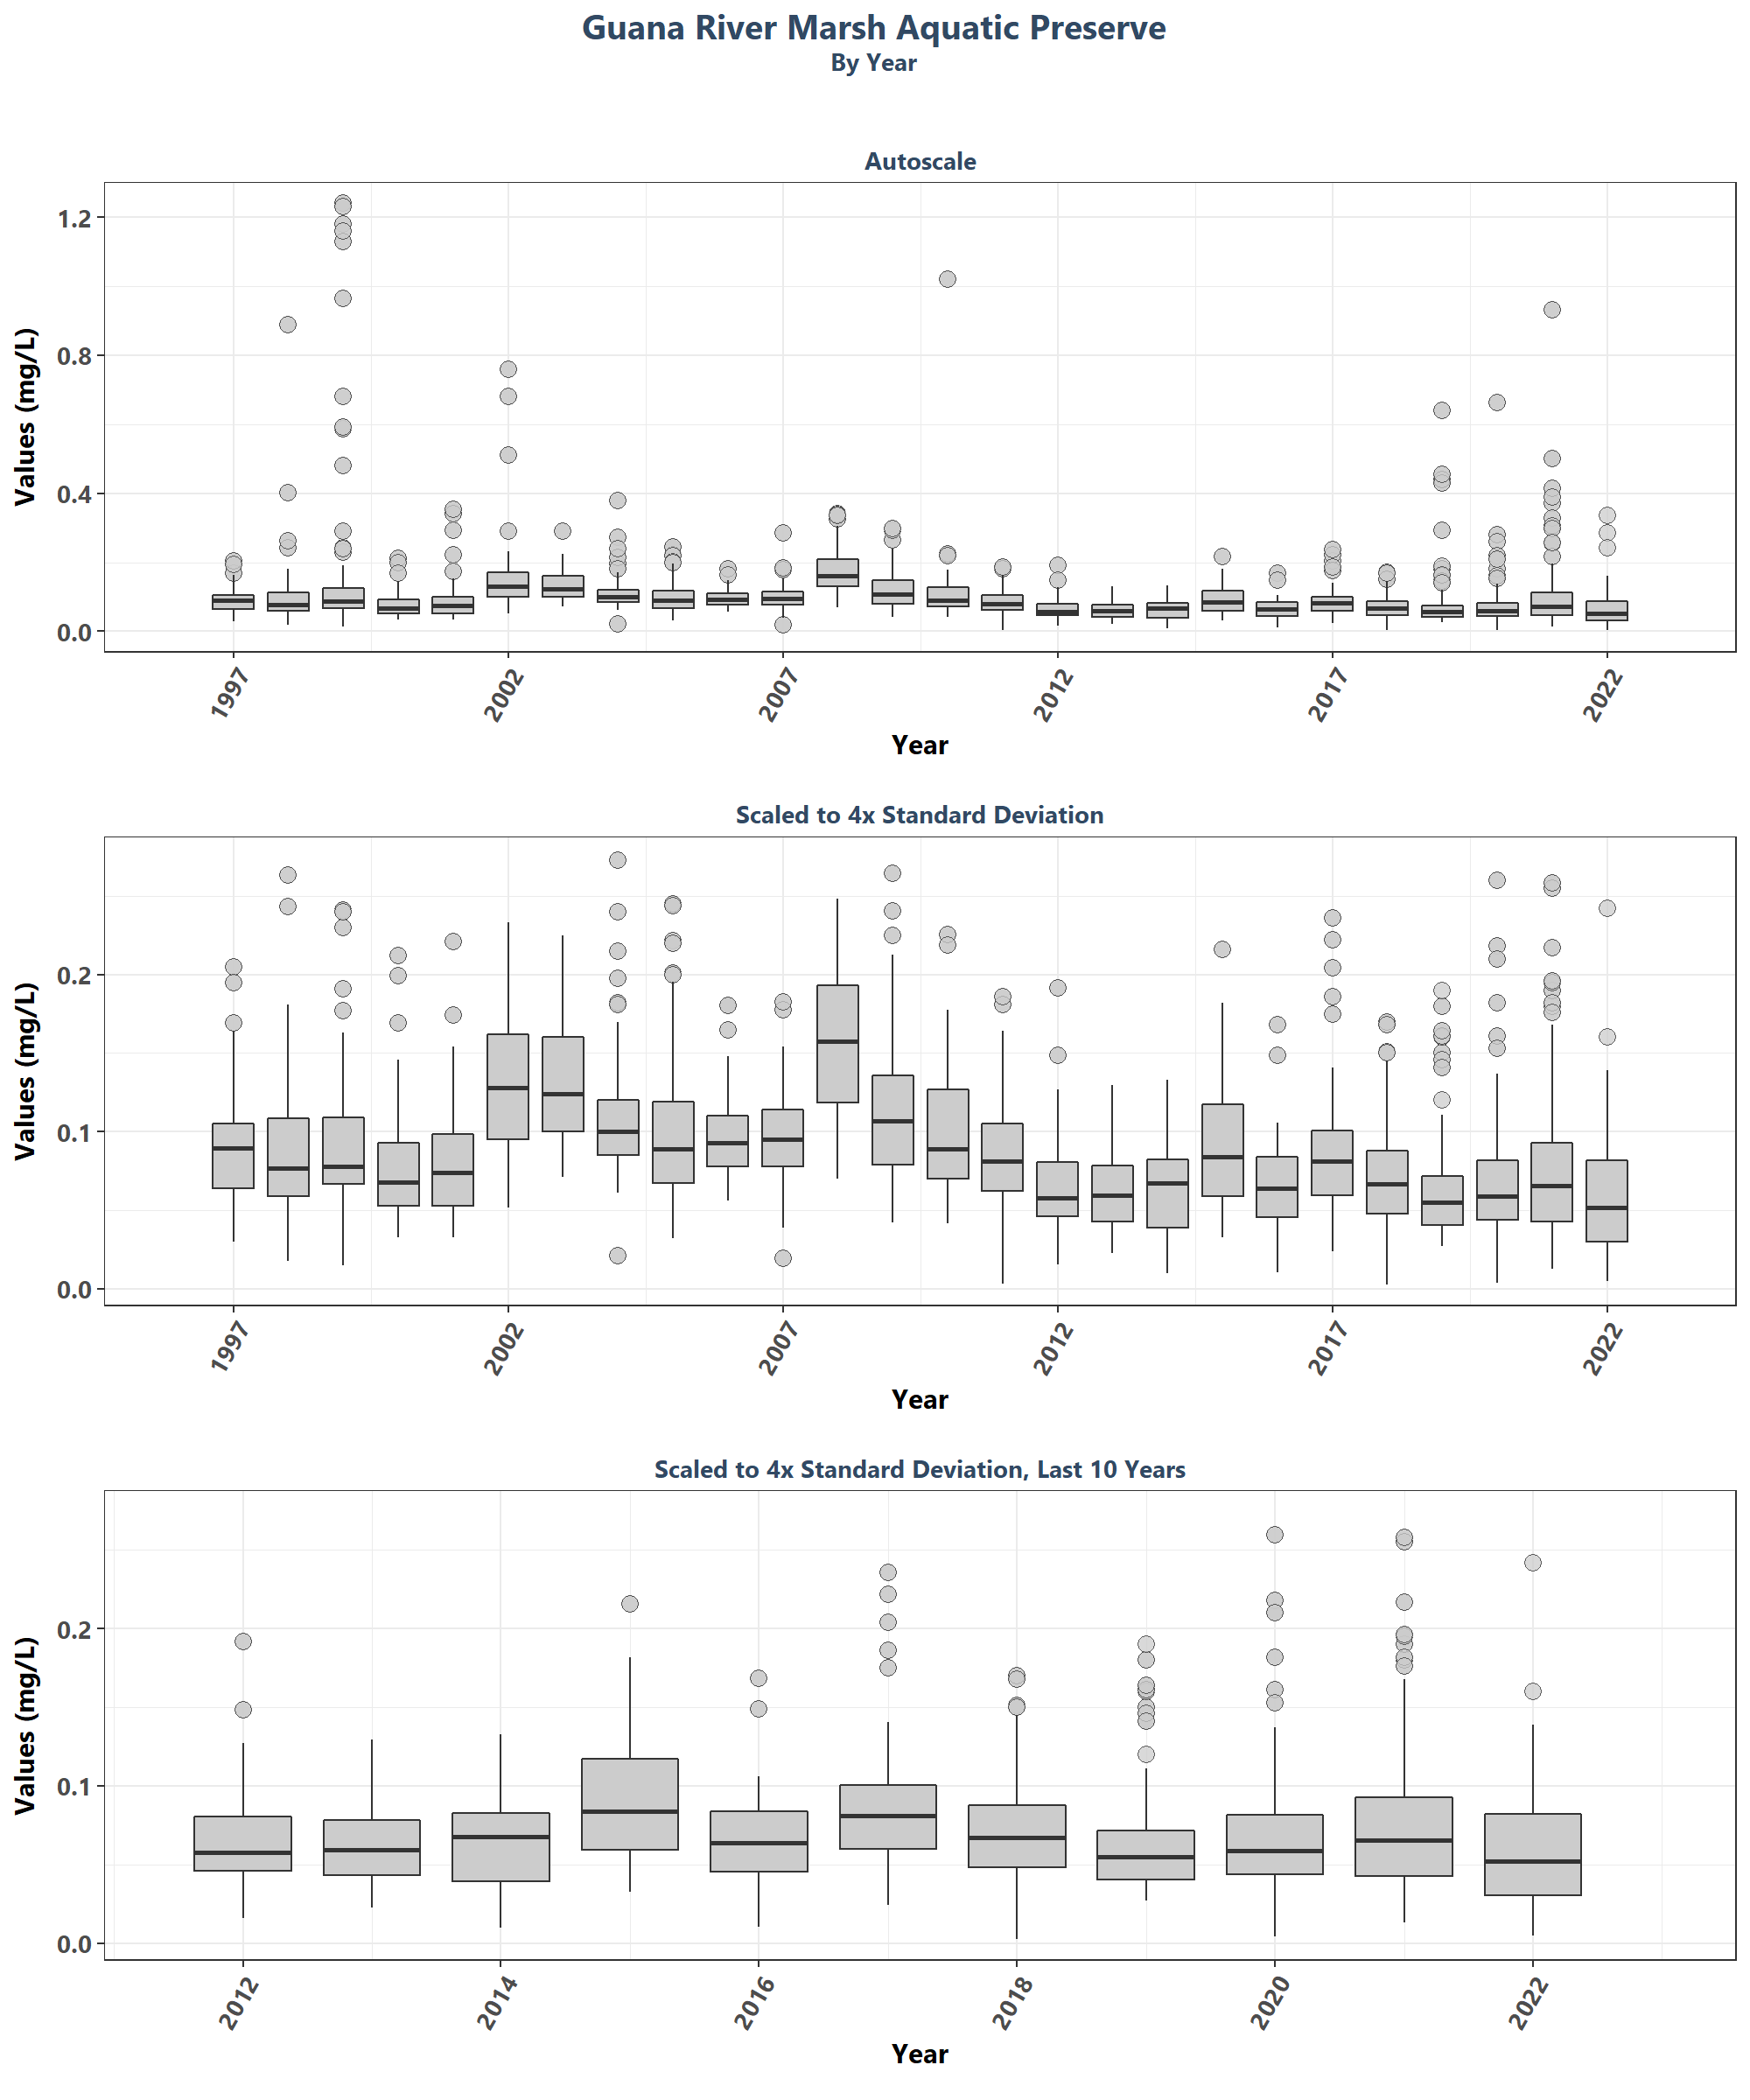 Guana River Marsh Aquatic Preserve
By Year
Autoscale
Values (mg/L)
1.2
0.8
0.4
0.0
1997 2002 2007 2012 2017 2022
Year
Scaled to 4x Standard Deviation
Values (mg/L)
0.2
0.1
0.0
1997 2002 2007 2012 2017 2022
Year
Scaled to 4x Standard Deviation, Last 10 Years
Values (mg/L)
0.2
0.1
0.0
2012 2014 2016 2018 2020 2022
Year